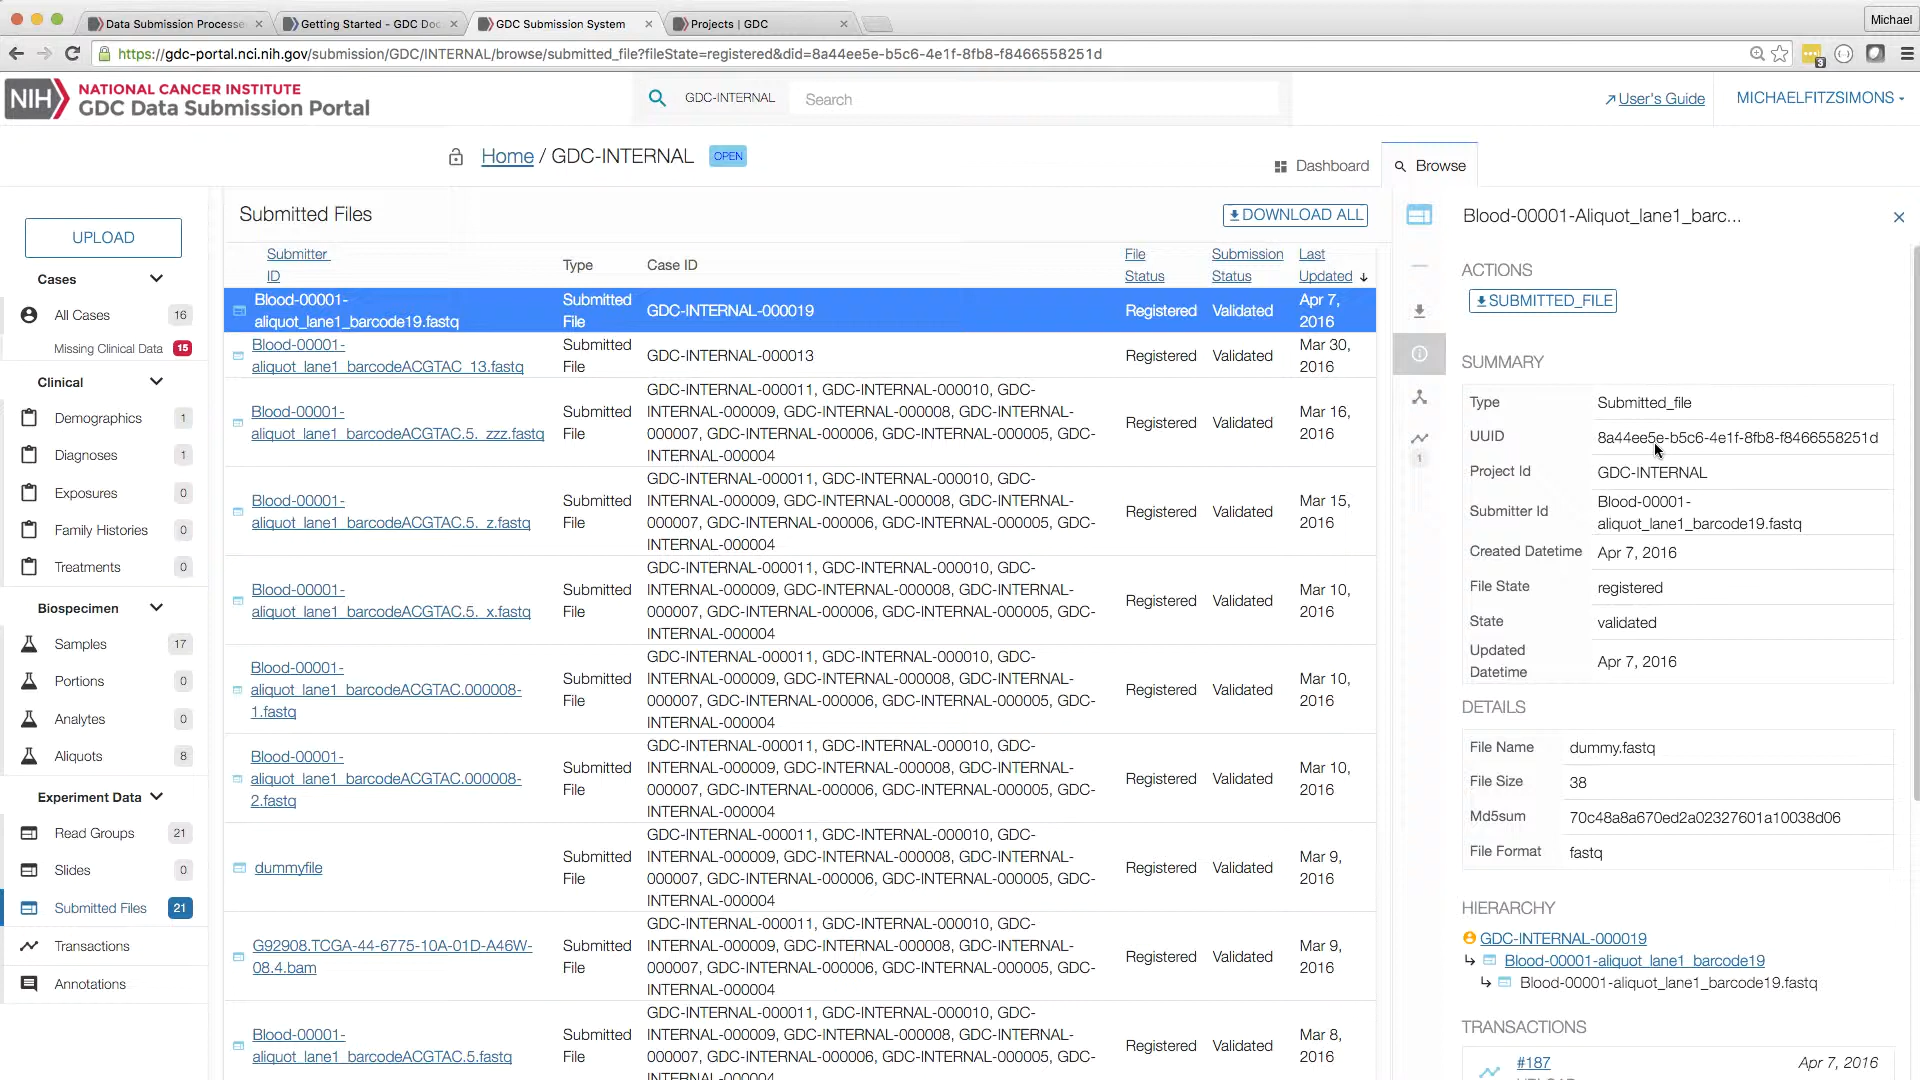 Data Submission Processe
Getting Started - GDC Doc
GDC Submission System
Projects | GDC
Michael
https://gdc-portal.nci.nih.gov/submission/GDC/INTERNAL/browse/submitted_file?fileState=registered&did=8a44ee5e-b5c6-4e1f-8fb8-f8466558251d
3
NIH
NATIONAL CANCER INSTITUTE
GDC Data Submission Portal
GDC-INTERNAL
Search
User's Guide
MICHAELFITZSIMONS
Home / GDC-INTERNAL
OPEN
Dashboard
Browse
UPLOAD
Cases
All Cases 16
Missing Clinical Data 15
Clinical
Demographics 1
Diagnoses 1
Exposures 0
Family Histories 0
Treatments 0
Biospecimen
Samples 17
Portions 0
Analytes 0
Aliquots 8
Experiment Data
Read Groups 21
Slides 0
Submitted Files 21
Transactions
Annotations
Submitted Files
DOWNLOAD ALL
Submitter
ID
Type
Case ID
File
Status
Submission
Status
Last
Updated
Blood-00001-
aliquot_lane1_barcode19.fastq
Submitted
File
GDC-INTERNAL-000019
Registered
Validated
Apr 7,
2016
Blood-00001-
aliquot_lane1_barcodeACGTAC_13.fastq
Submitted
File
GDC-INTERNAL-000013
Registered
Validated
Mar 30,
2016
Blood-00001-
aliquot_lane1_barcodeACGTAC.5._zzz.fastq
Submitted
File
GDC-INTERNAL-000011, GDC-INTERNAL-000010, GDC-
INTERNAL-000009, GDC-INTERNAL-000008, GDC-INTERNAL-
000007, GDC-INTERNAL-000006, GDC-INTERNAL-000005, GDC-
INTERNAL-000004
Registered
Validated
Mar 16,
2016
Blood-00001-
aliquot_lane1_barcodeACGTAC.5._z.fastq
Submitted
File
GDC-INTERNAL-000011, GDC-INTERNAL-000010, GDC-
INTERNAL-000009, GDC-INTERNAL-000008, GDC-INTERNAL-
000007, GDC-INTERNAL-000006, GDC-INTERNAL-000005, GDC-
INTERNAL-000004
Registered
Validated
Mar 15,
2016
Blood-00001-
aliquot_lane1_barcodeACGTAC.5._x.fastq
Submitted
File
GDC-INTERNAL-000011, GDC-INTERNAL-000010, GDC-
INTERNAL-000009, GDC-INTERNAL-000008, GDC-INTERNAL-
000007, GDC-INTERNAL-000006, GDC-INTERNAL-000005, GDC-
INTERNAL-000004
Registered
Validated
Mar 10,
2016
Blood-00001-
aliquot_lane1_barcodeACGTAC.000008-
1.fastq
Submitted
File
GDC-INTERNAL-000011, GDC-INTERNAL-000010, GDC-
INTERNAL-000009, GDC-INTERNAL-000008, GDC-INTERNAL-
000007, GDC-INTERNAL-000006, GDC-INTERNAL-000005, GDC-
INTERNAL-000004
Registered
Validated
Mar 10,
2016
Blood-00001-
aliquot_lane1_barcodeACGTAC.000008-
2.fastq
Submitted
File
GDC-INTERNAL-000011, GDC-INTERNAL-000010, GDC-
INTERNAL-000009, GDC-INTERNAL-000008, GDC-INTERNAL-
000007, GDC-INTERNAL-000006, GDC-INTERNAL-000005, GDC-
INTERNAL-000004
Registered
Validated
Mar 10,
2016
dummyfile
Submitted
File
GDC-INTERNAL-000011, GDC-INTERNAL-000010, GDC-
INTERNAL-000009, GDC-INTERNAL-000008, GDC-INTERNAL-
000007, GDC-INTERNAL-000006, GDC-INTERNAL-000005, GDC-
INTERNAL-000004
Registered
Validated
Mar 9,
2016
G92908.TCGA-44-6775-10A-01D-A46W-
08.4.bam
Submitted
File
GDC-INTERNAL-000011, GDC-INTERNAL-000010, GDC-
INTERNAL-000009, GDC-INTERNAL-000008, GDC-INTERNAL-
000007, GDC-INTERNAL-000006, GDC-INTERNAL-000005, GDC-
INTERNAL-000004
Registered
Validated
Mar 9,
2016
Blood-00001-
aliquot_lane1_barcodeACGTAC.5.fastq
Submitted
File
GDC-INTERNAL-000011, GDC-INTERNAL-000010, GDC-
INTERNAL-000009, GDC-INTERNAL-000008, GDC-INTERNAL-
000007, GDC-INTERNAL-000006, GDC-INTERNAL-000005, GDC-
INTERNAL-000004
Registered
Validated
Mar 8,
2016
1
Blood-00001-Aliquot_lane1_barc...
ACTIONS
SUBMITTED_FILE
SUMMARY
Type Submitted_file
UUID 8a44ee5e-b5c6-4e1f-8fb8-f8466558251d
Project Id GDC-INTERNAL
Submitter Id
Blood-00001-
aliquot_lane1_barcode19.fastq
Created Datetime Apr 7, 2016
File State registered
State validated
Updated
Datetime
Apr 7, 2016
DETAILS
File Name dummy.fastq
File Size 38
Md5sum 70c48a8a670ed2a02327601a10038d06
File Format fastq
HIERARCHY
GDC-INTERNAL-000019
Blood-00001-aliquot_lane1_barcode19
Blood-00001-aliquot_lane1_barcode19.fastq
TRANSACTIONS
#187 Apr 7, 2016